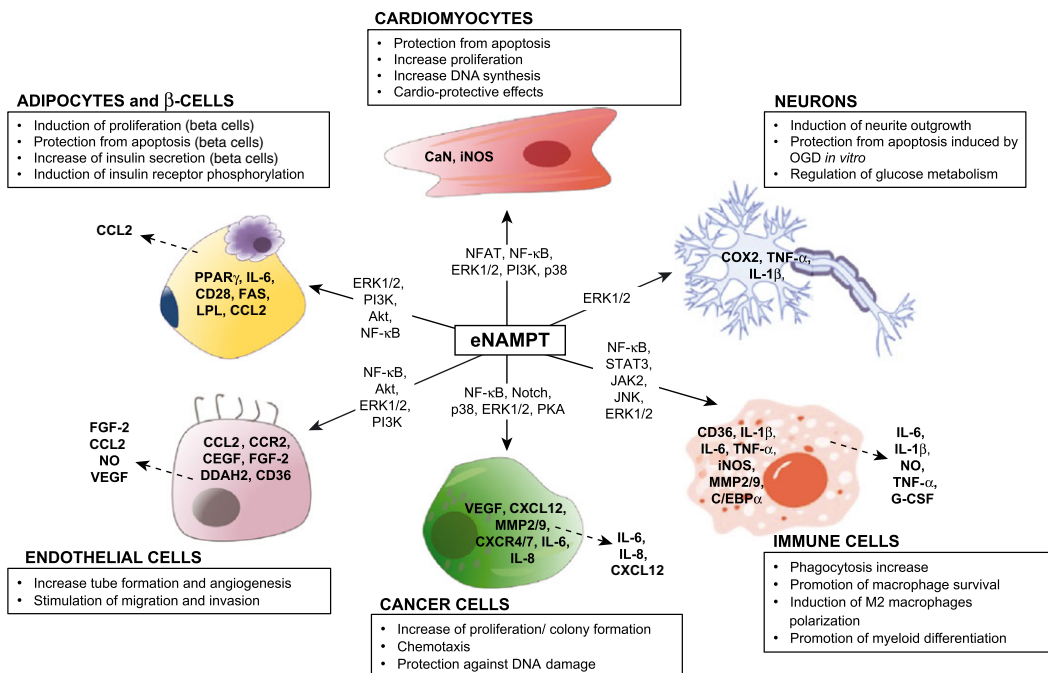 CARDIOMYOCYTES
• Protection from apoptosis
• Increase proliferation
• Increase DNA synthesis
• Cardio-protective effects
CaN, iNOS
NFAT, NF-κB,
ERK1/2, PI3K, p38
ADIPOCYTES and β-CELLS
• Induction of proliferation (beta cells)
• Protection from apoptosis (beta cells)
• Increase of insulin secretion (beta cells)
• Induction of insulin receptor phosphorylation
CCL2
PPARγ, IL-6,
CD28, FAS,
LPL, CCL2
ERK1/2,
PI3K,
Akt,
NF-κB
NEURONS
• Induction of neurite outgrowth
• Protection from apoptosis induced by
OGD in vitro
• Regulation of glucose metabolism
COX2, TNF-α,
IL-1β,
ERK1/2
eNAMPT
NF-κB,
Akt,
ERK1/2,
PI3K
FGF-2
CCL2
NO
VEGF
CCL2, CCR2,
CEGF, FGF-2
DDAH2, CD36
ENDOTHELIAL CELLS
• Increase tube formation and angiogenesis
• Stimulation of migration and invasion
NF-κB, Notch,
p38, ERK1/2, PKA
VEGF, CXCL12,
MMP2/9,
CXCR4/7, IL-6,
IL-8
IL-6,
IL-8,
CXCL12
CANCER CELLS
• Increase of proliferation/ colony formation
• Chemotaxis
• Protection against DNA damage
NF-κB,
STAT3,
JAK2,
JNK,
ERK1/2
CD36, IL-1β,
IL-6, TNF-α,
iNOS,
MMP2/9,
C/EBPα
IL-6,
IL-1β,
NO,
TNF-α,
G-CSF
IMMUNE CELLS
• Phagocytosis increase
• Promotion of macrophage survival
• Induction of M2 macrophages
polarization
• Promotion of myeloid differentiation